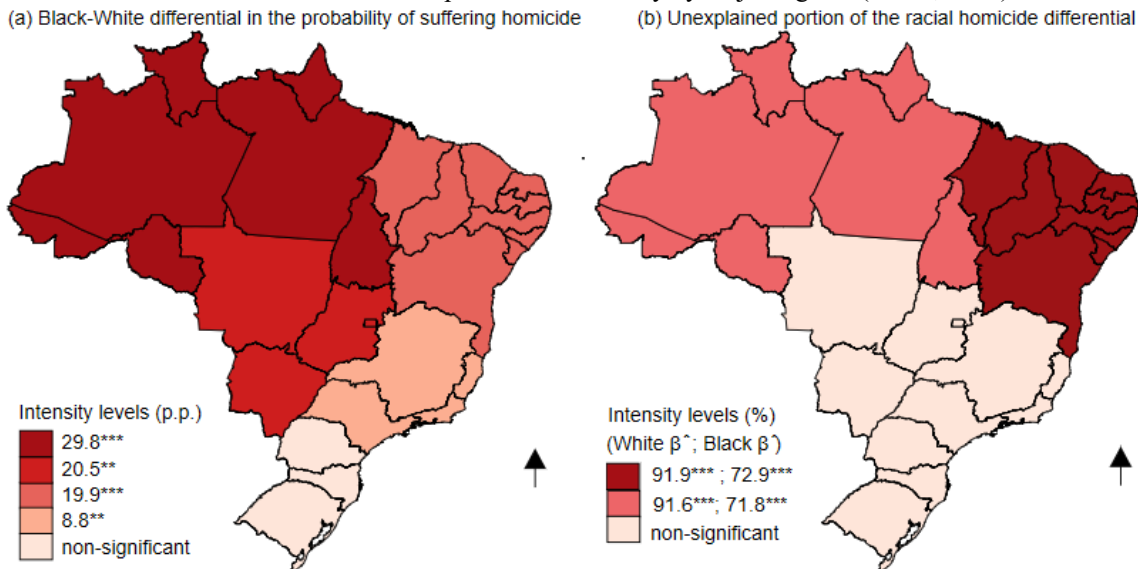 (a) Black-White differential in the probability of suffering homicide
(b) Unexplained portion of the racial homicide differential
Intensity levels (p.p.)
29.8***
20.5**
19.9***
8.8**
non-significant
Intensity levels (%)
(White βˆ; Black βˆ)
91.9*** ; 72.9***
91.6***; 71.8***
non-significant